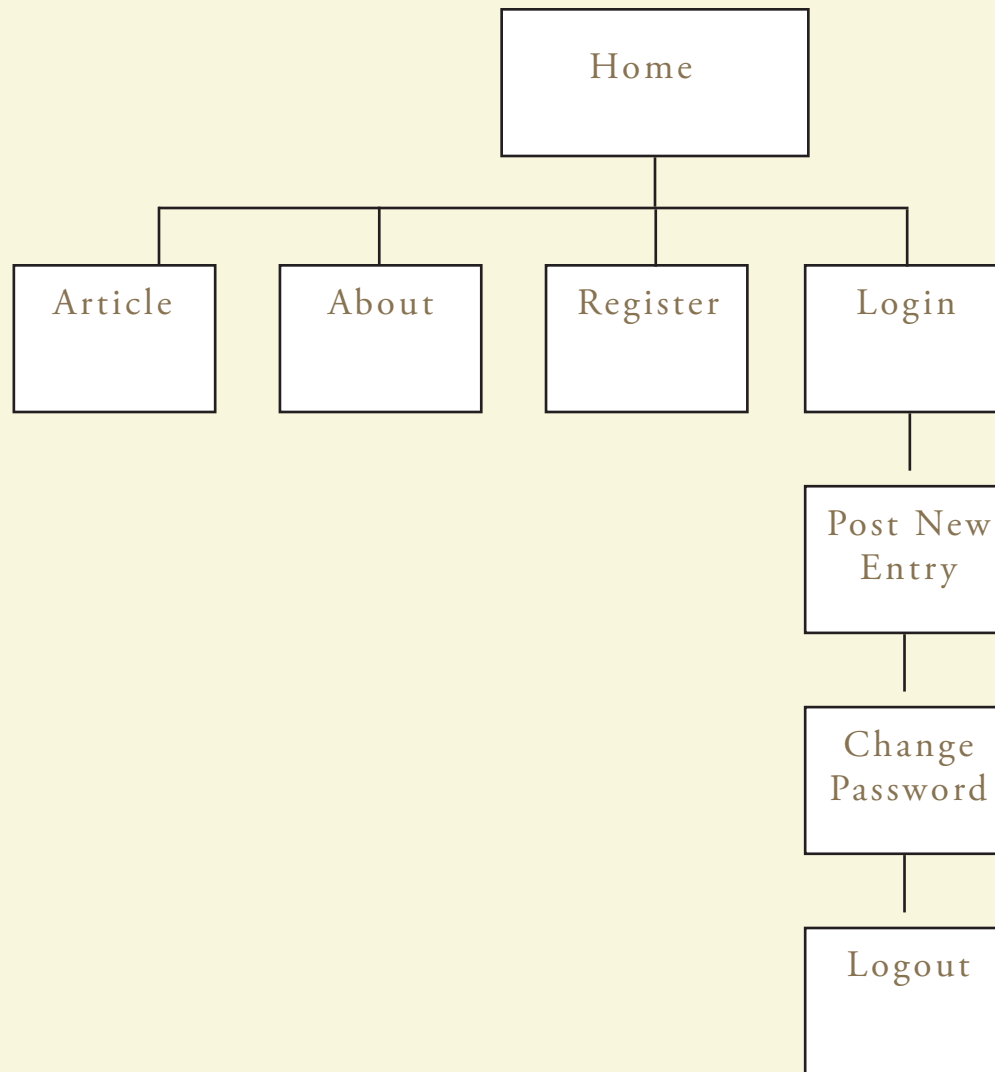 Home
Article
About
Register
Login
Post New
Entry
Change
Password
Logout